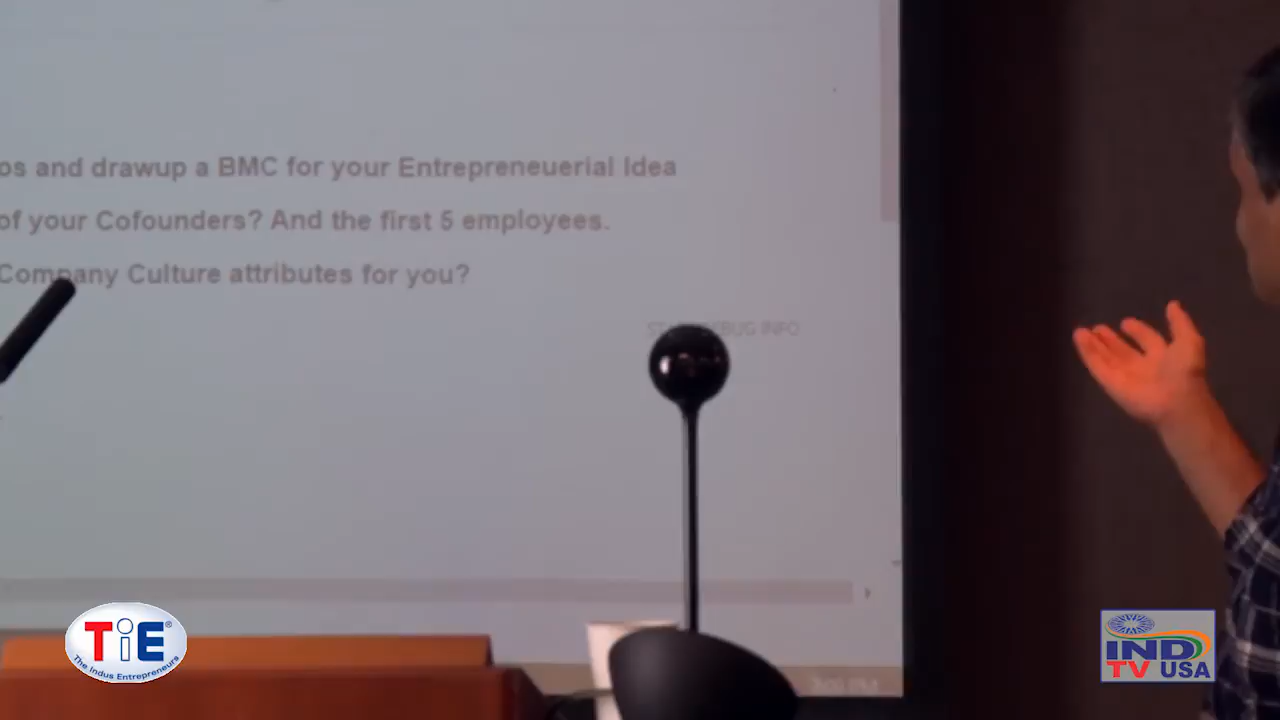 os and drawup a BMC for your Entrepreneuerial Idea
of your Cofounders? And the first 5 employees.
Company Culture attributes for you?
TiE®
The Indus Entrepreneurs
IND
TV USA